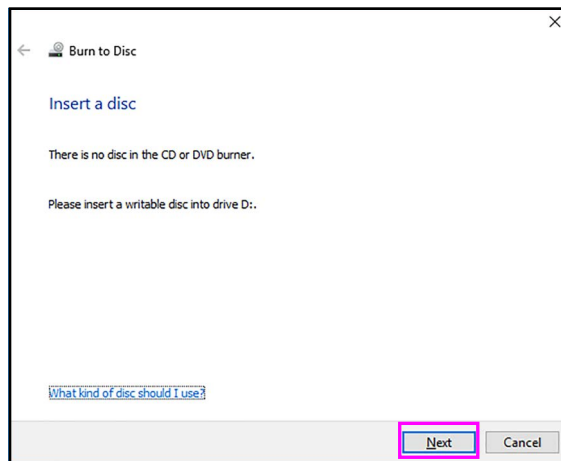 Burn to Disc
Insert a disc
There is no disc in the CD or DVD burner.
Please insert a writable disc into drive D:.
What kind of disc should I use?
Next Cancel